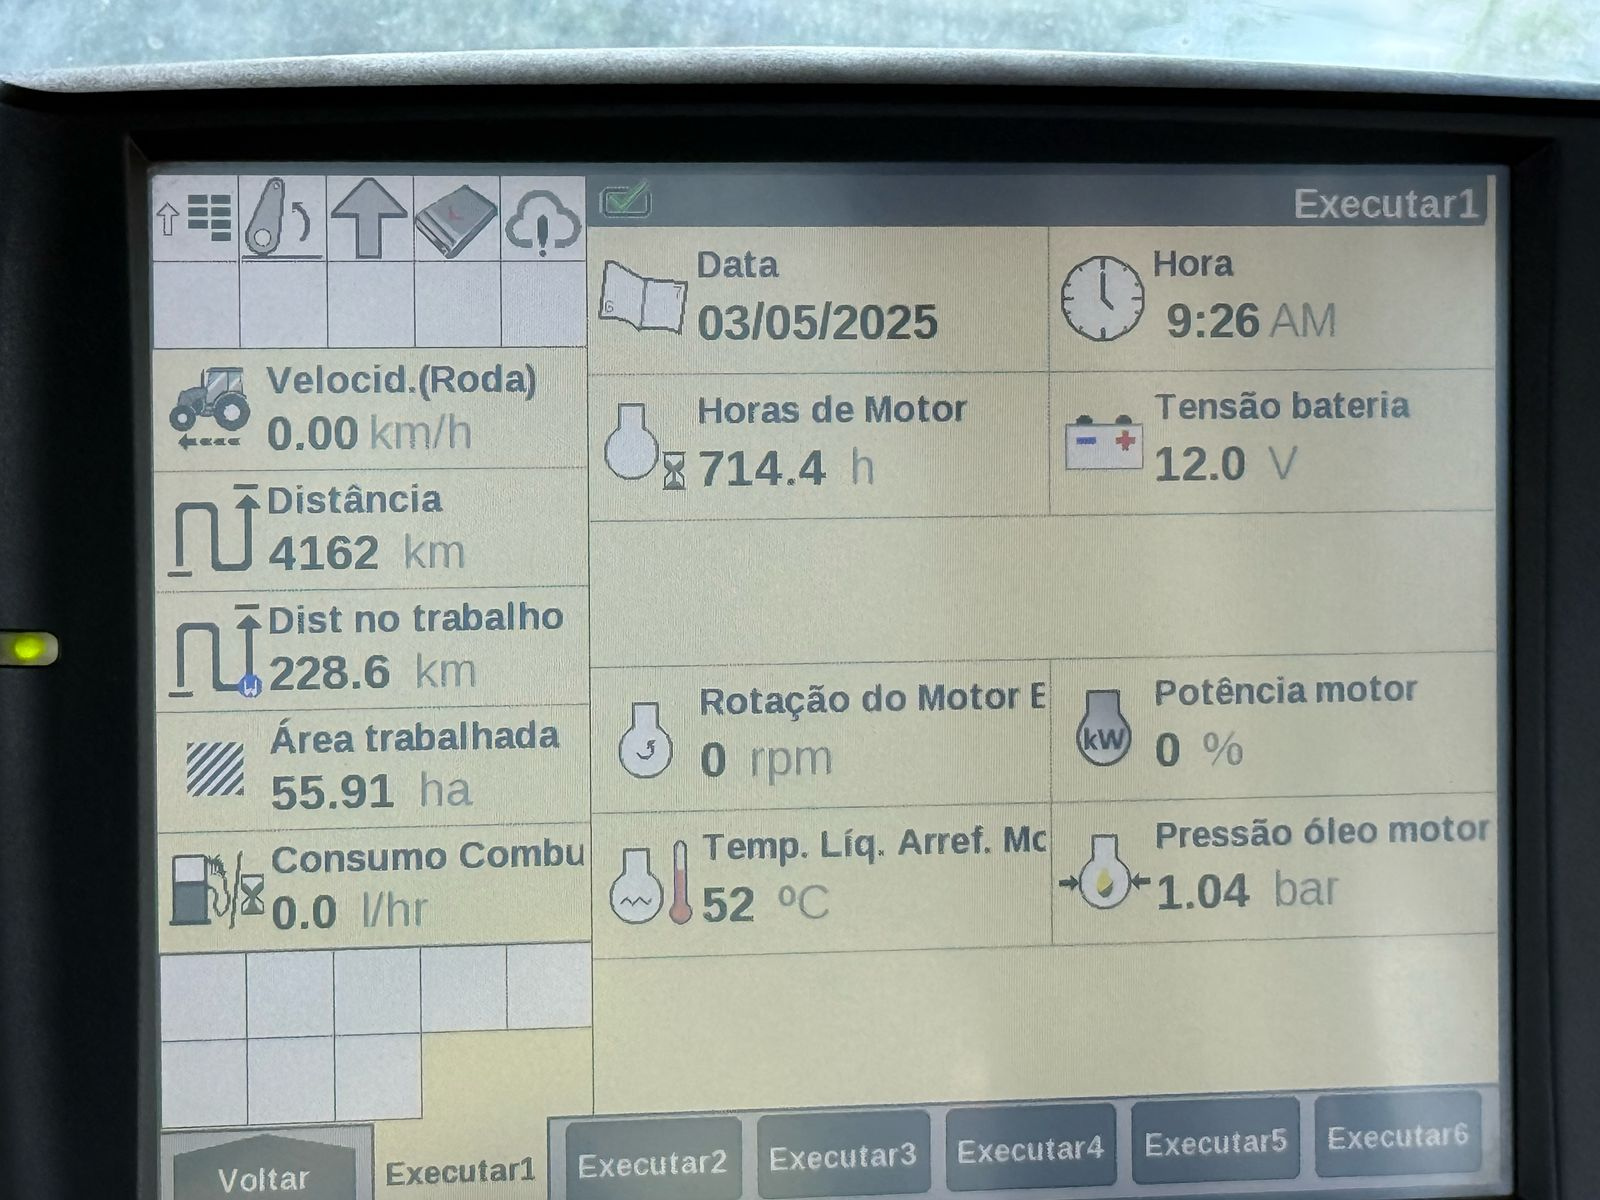 Executar1
Data
03/05/2025
Hora
9:26 AM
Velocid.(Roda)
0.00 km/h
Horas de Motor
714.4 h
Tensão bateria
12.0 V
Distância
4162 km
Dist no trabalho
228.6 km
Rotação do Motor E
0 rpm
Potência motor
kW
0 %
Área trabalhada
55.91 ha
Temp. Líq. Arref. Mc
52 ºC
Pressão óleo motor
1.04 bar
Consumo Combu
0.0 l/hr
Voltar
Executar1
Executar2
Executar3
Executar4
Executar5
Executar6